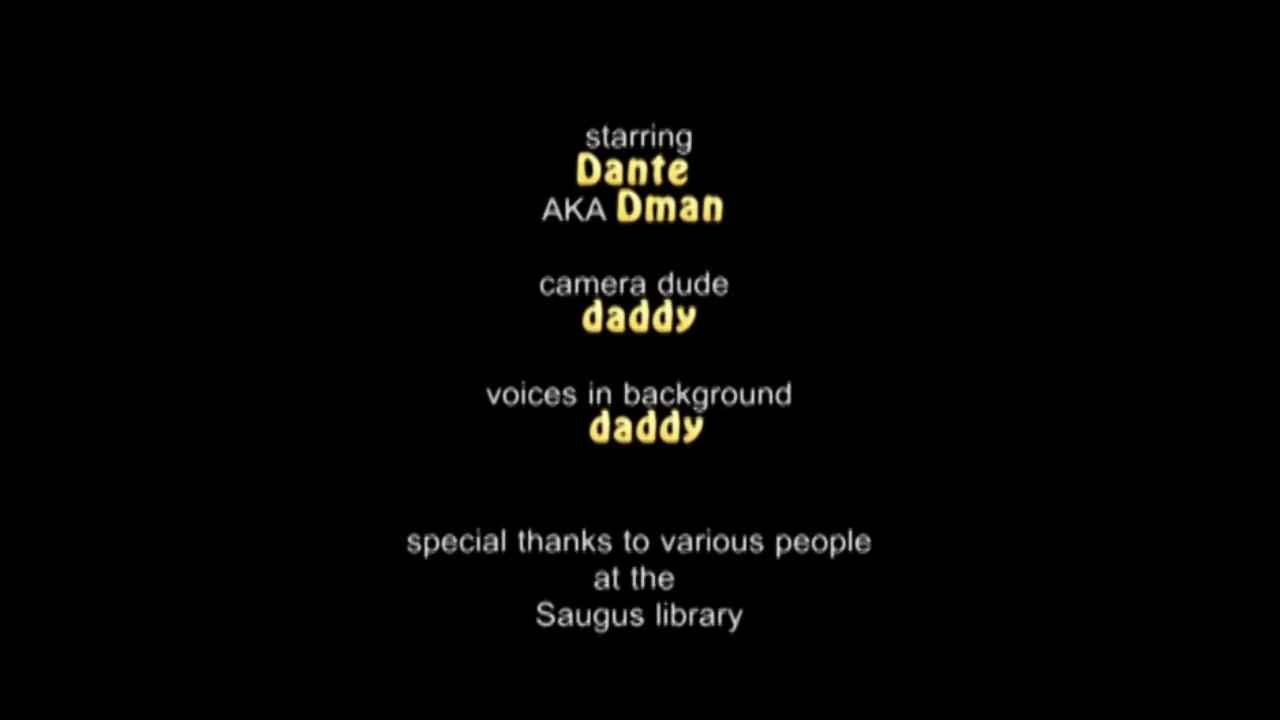 starring
Dante
AKA Dman
camera dude
daddy
voices in background
daddy
special thanks to various people
at the
Saugus library